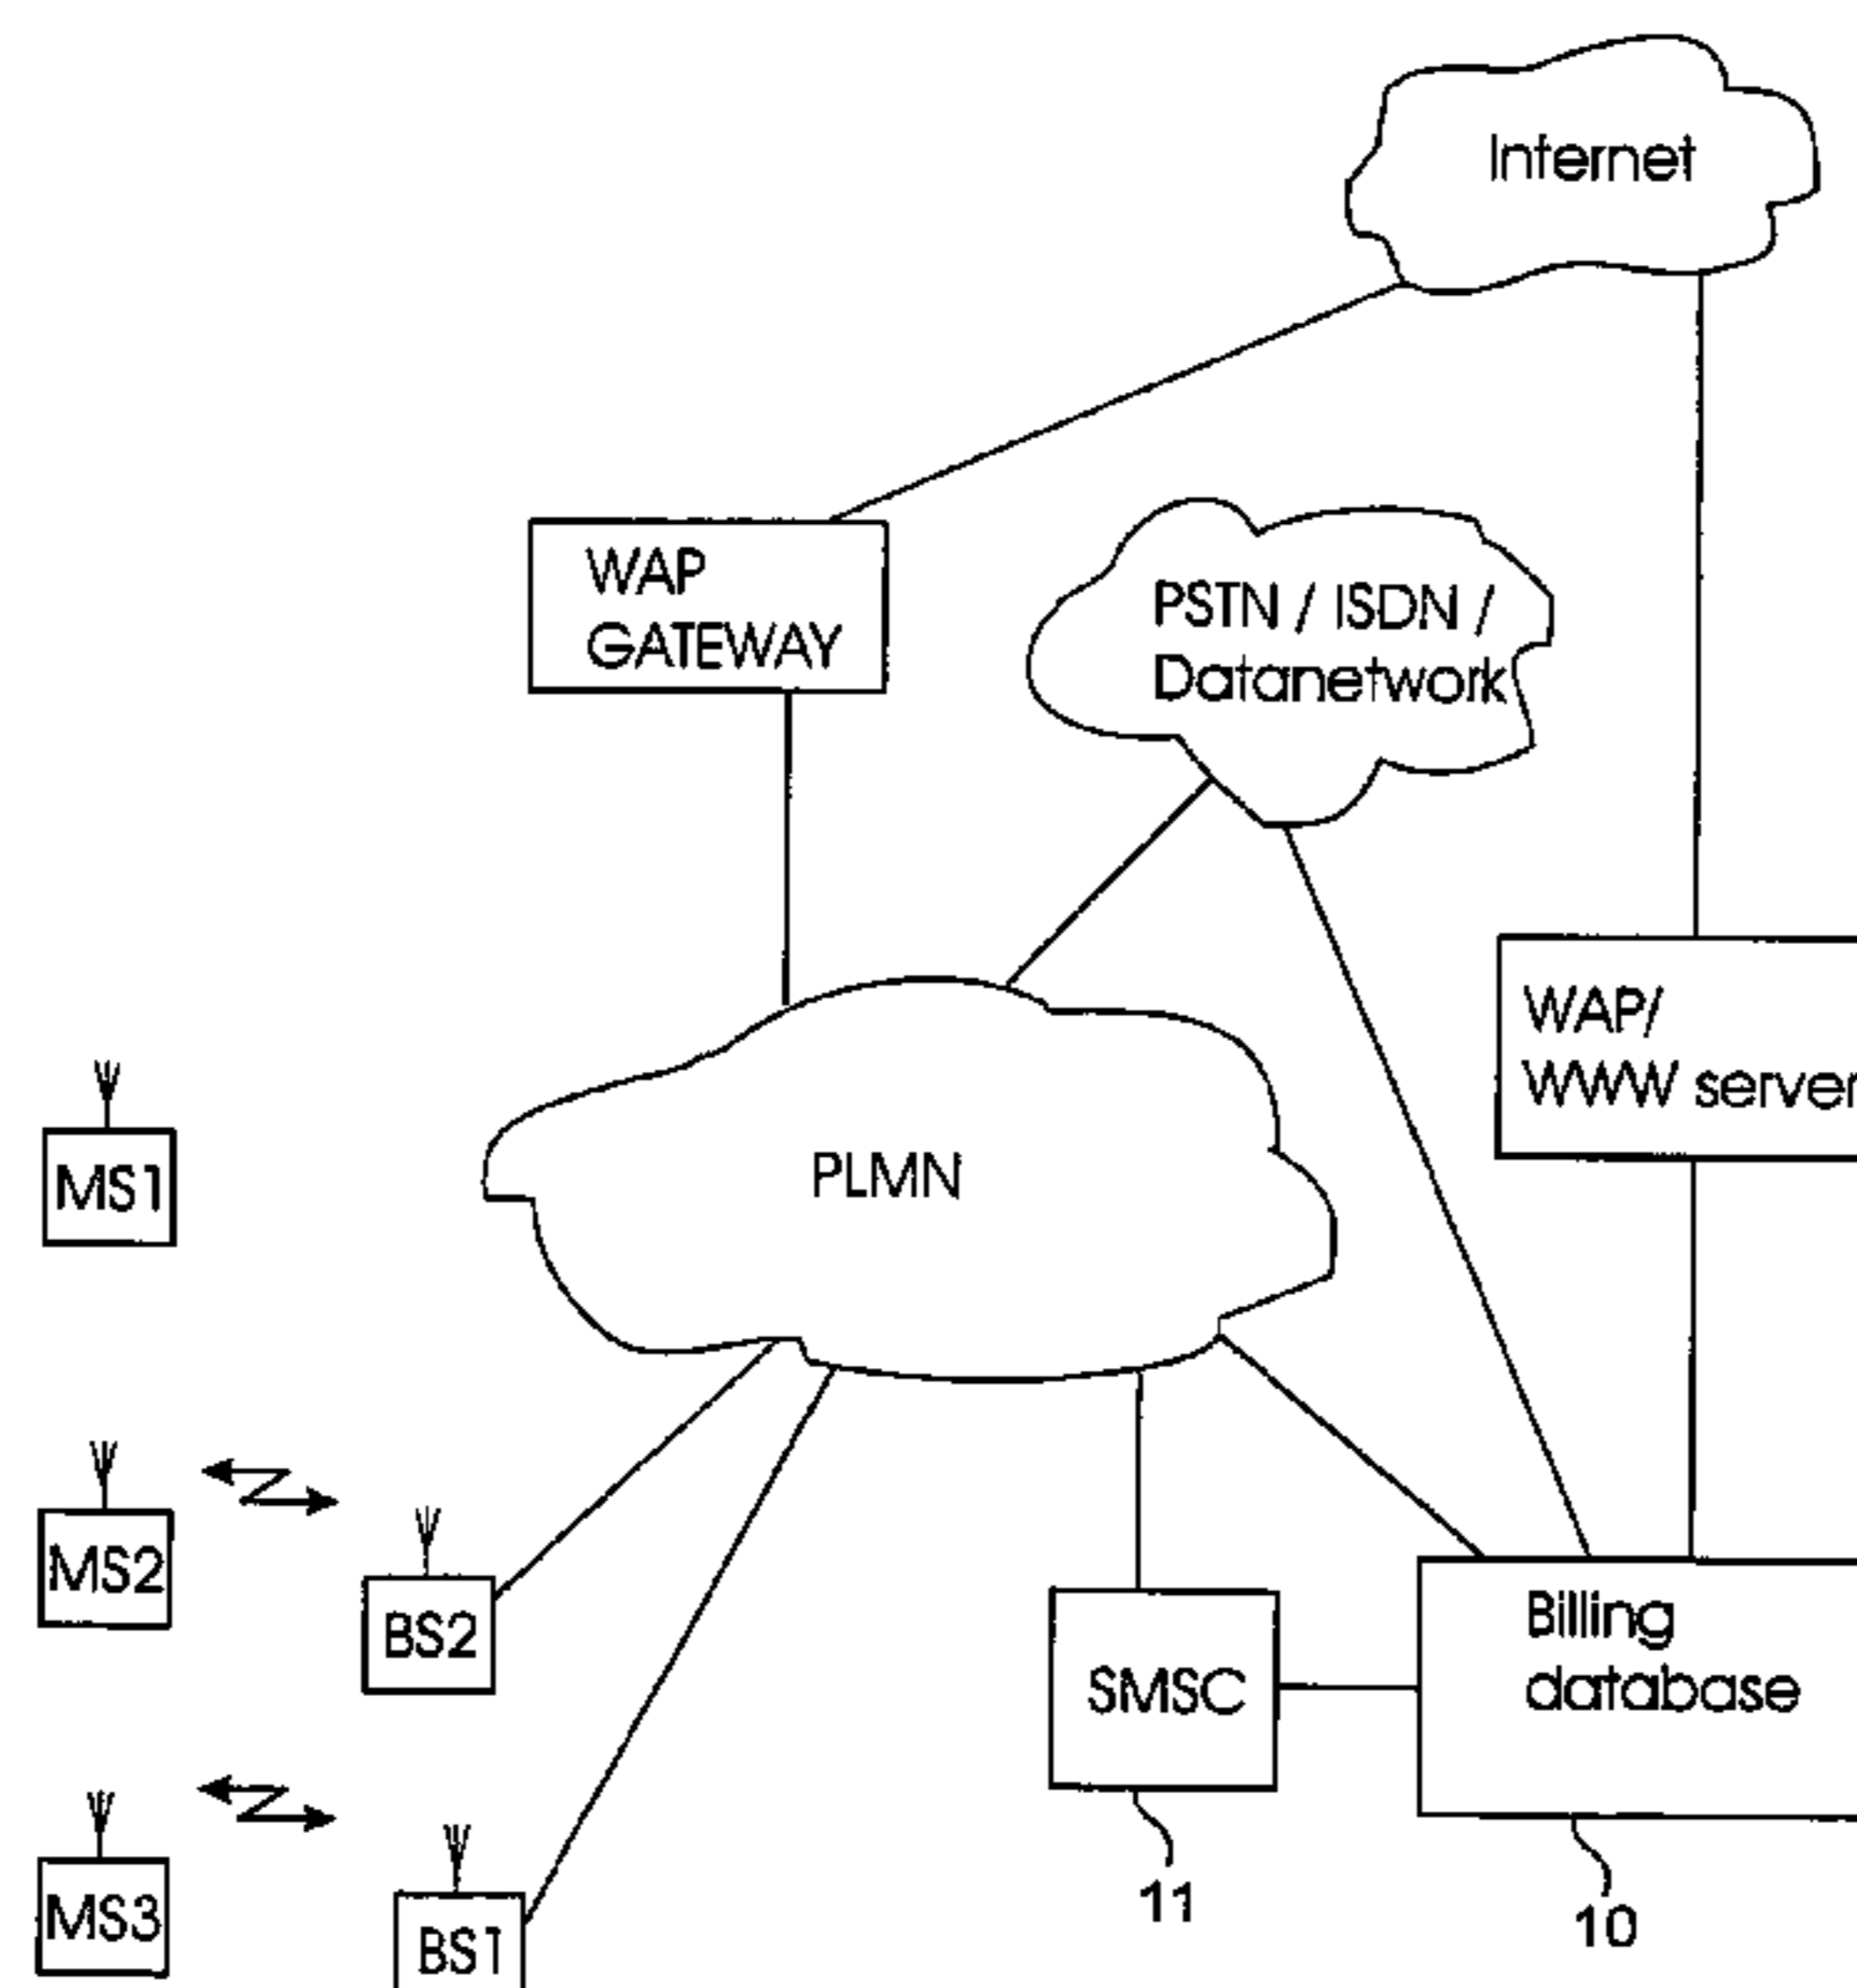 Internet
WAP
GATEWAY
PSTN / ISDN /
Datanetwork
WAP/
WWW server
PLMN
MS1
MS2
BS2
Billing
database
SMSC
MS3
BS1
11
10